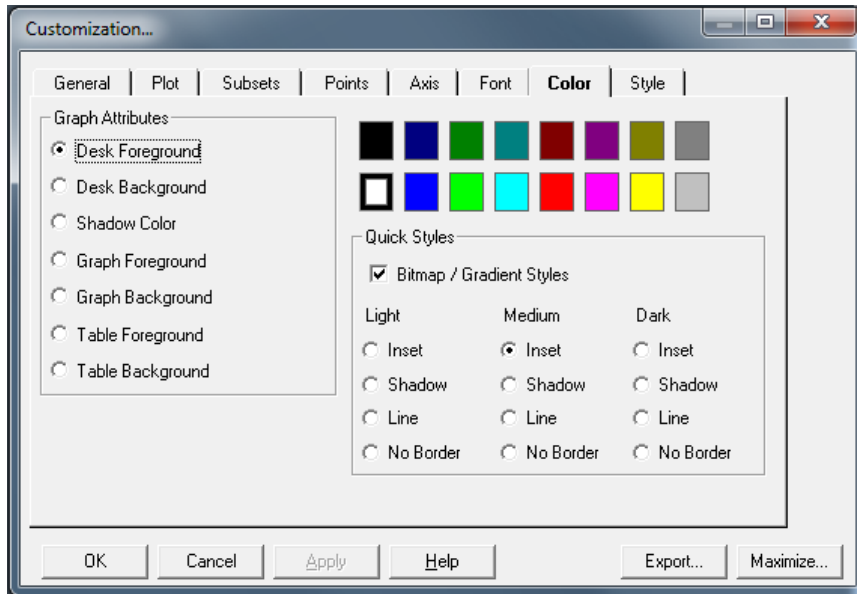 Customization...
General Plot Subsets Points Axis Font Color Style
Graph Attributes
Desk Foreground
Desk Background
Shadow Color
Graph Foreground
Graph Background
Table Foreground
Table Background
Quick Styles
Bitmap / Gradient Styles
Light Medium Dark
Inset Inset Inset
Shadow Shadow Shadow
Line Line Line
No Border No Border No Border
OK Cancel Apply Help Export... Maximize...